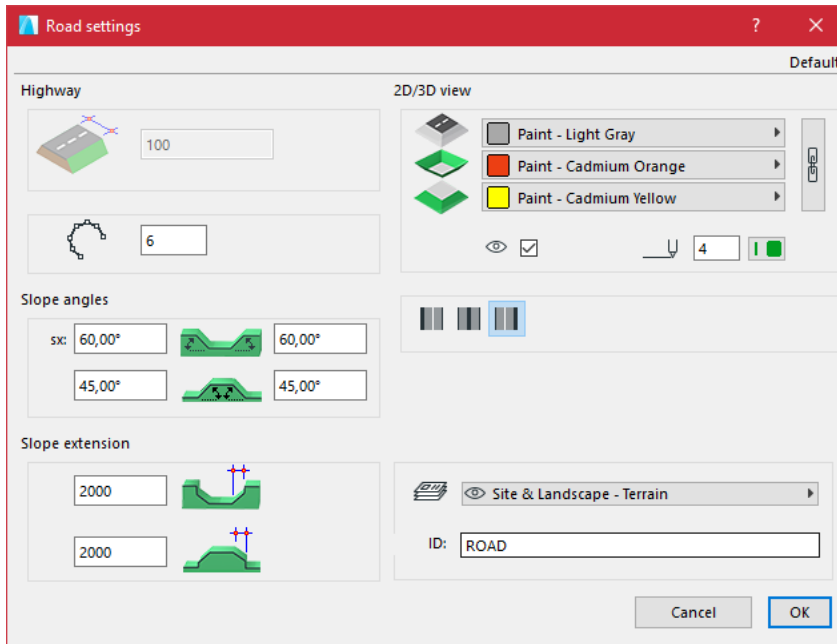 Road settings
?
Default
Highway
100
6
Slope angles
sx: 60,00° 60,00°
45,00° 45,00°
Slope extension
2000
2000
2D/3D view
Paint - Light Gray
Paint - Cadmium Orange
Paint - Cadmium Yellow
4
Site & Landscape - Terrain
ID: ROAD
Cancel OK